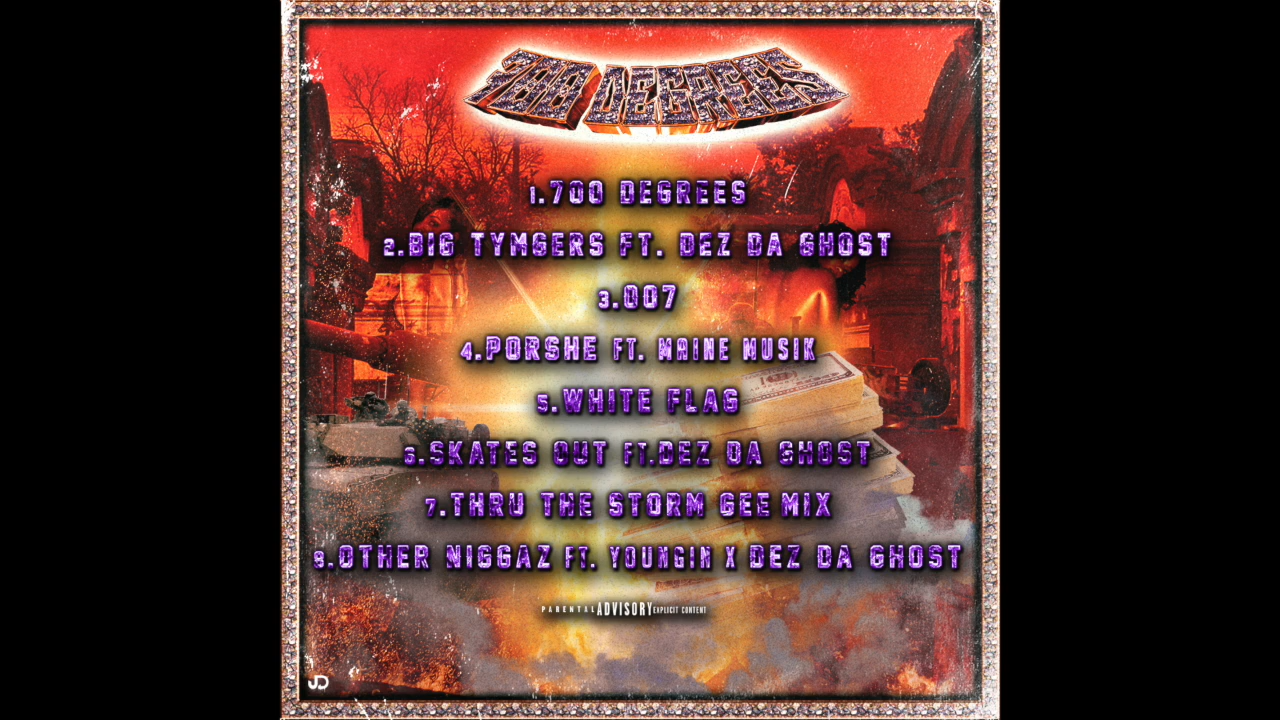 700 DEGREES
1.700 DEGREES
2.BIG TYMGERS FT. DEZ DA GHOST
3.007
4.PORSHE FT. MAINE MUSIK
5.WHITE FLAG
6.SKATES OUT FT.DEZ DA GHOST
7.THRU THE STORM GEE MIX
8.OTHER NIGGAZ FT. YOUNGIN X DEZ DA GHOST
PARENTAL ADVISORY EXPLICIT CONTENT
JD